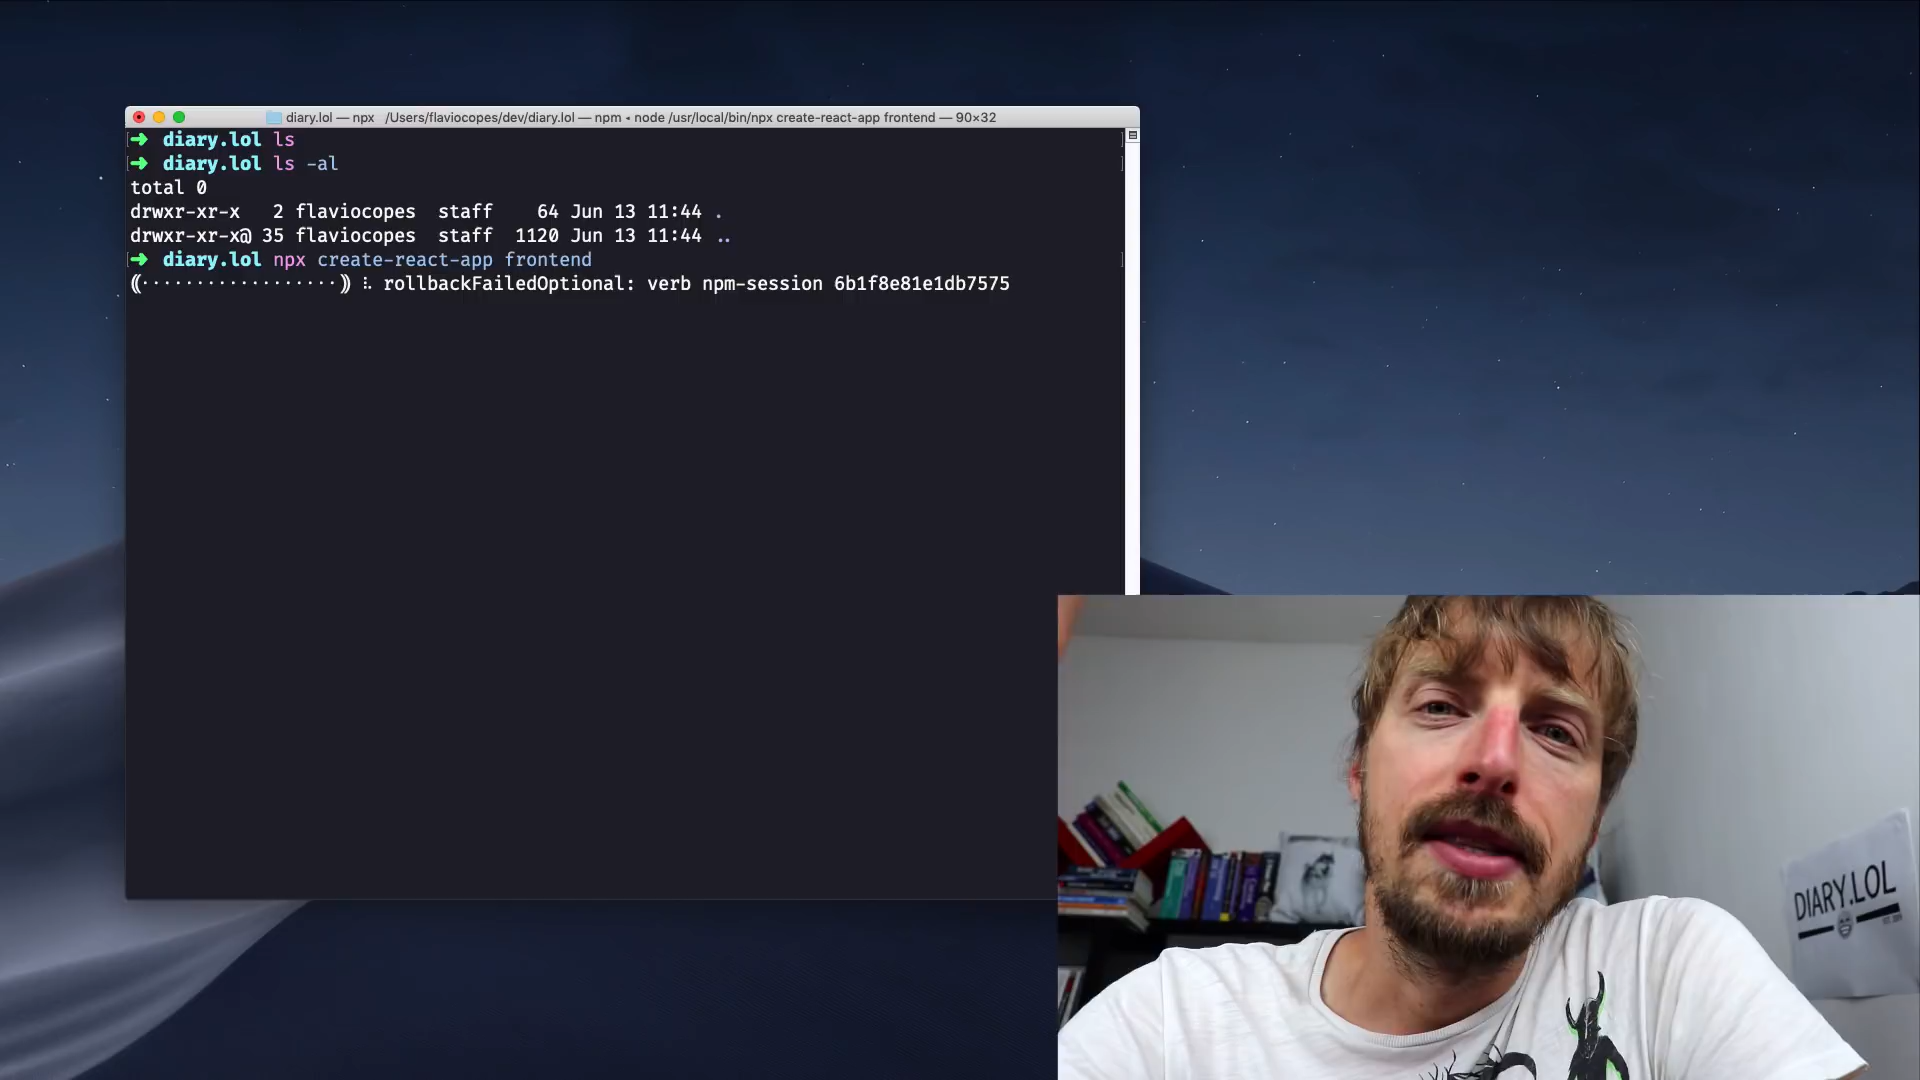 diary.lol — npx /Users/flaviocopes/dev/diary.lol — npm ◂ node /usr/local/bin/npx create-react-app frontend — 90×32
➜ diary.lol ls
➜ diary.lol ls -al
total 0
drwxr-xr-x 2 flaviocopes staff 64 Jun 13 11:44 .
drwxr-xr-x@ 35 flaviocopes staff 1120 Jun 13 11:44 ..
➜ diary.lol npx create-react-app frontend
⸨⠂⠂⠂⠂⠂⠂⠂⠂⠂⠂⠂⠂⠂⠂⠂⠂⠂⠂⸩ ⠧ rollbackFailedOptional: verb npm-session 6b1f8e81e1db7575
DIARY.LOL